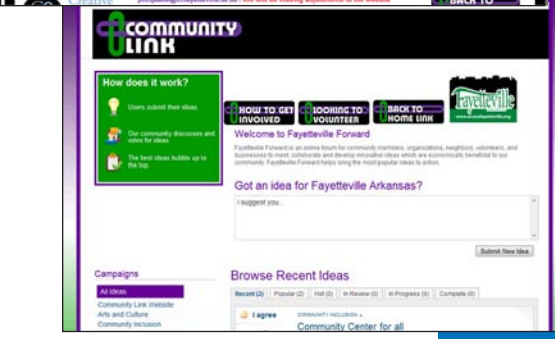 Creative
BACK TO
COMMUNITY
LINK
How does it work?
Users submit their ideas.
Our community discusses and
votes for ideas.
The best ideas bubble up to
the top.
HOW TO GET
INVOLVED
LOOKING TO
VOLUNTEER
BACK TO
HOME LINK
Fayetteville
Welcome to Fayetteville Forward
Fayetteville Forward is an online forum for community members, organizations, neighbors, volunteers, and
businesses to meet, collaborate and develop innovative ideas which are economically beneficial to our
community. Fayetteville Forward helps bring the most popular ideas to action.
Got an idea for Fayetteville Arkansas?
I suggest you...
Submit New Idea
Campaigns
All Ideas
Community Link Website
Arts and Culture
Community Inclusion
Browse Recent Ideas
Recent (2)
Popular (2)
Hot (0)
In Review (0)
In Progress (0)
Complete (0)
I agree
COMMUNITY INCLUSION
Community Center for all